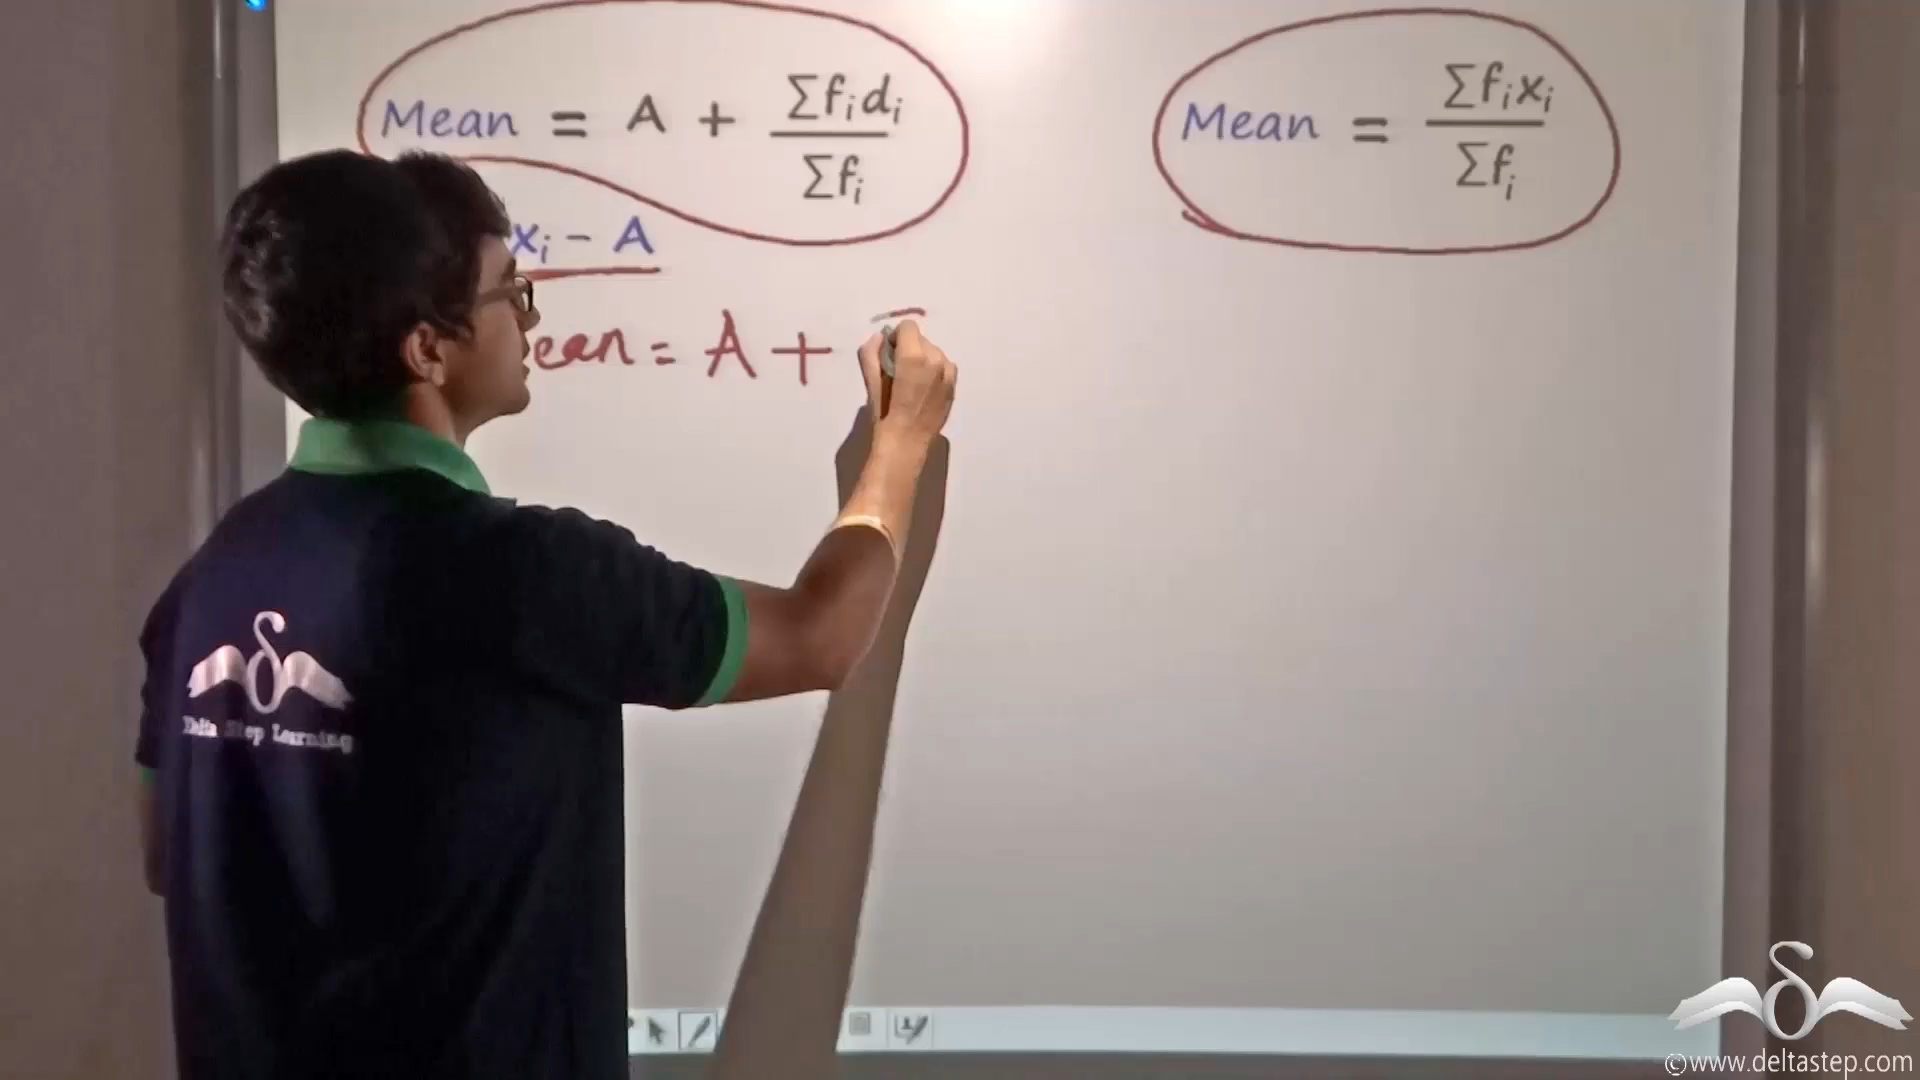 Mean = A + Σfᵢdᵢ / Σfᵢ
Mean = Σfᵢxᵢ / Σfᵢ
xᵢ - A
ean = A +
Delta Step Learning
©www.deltastep.com